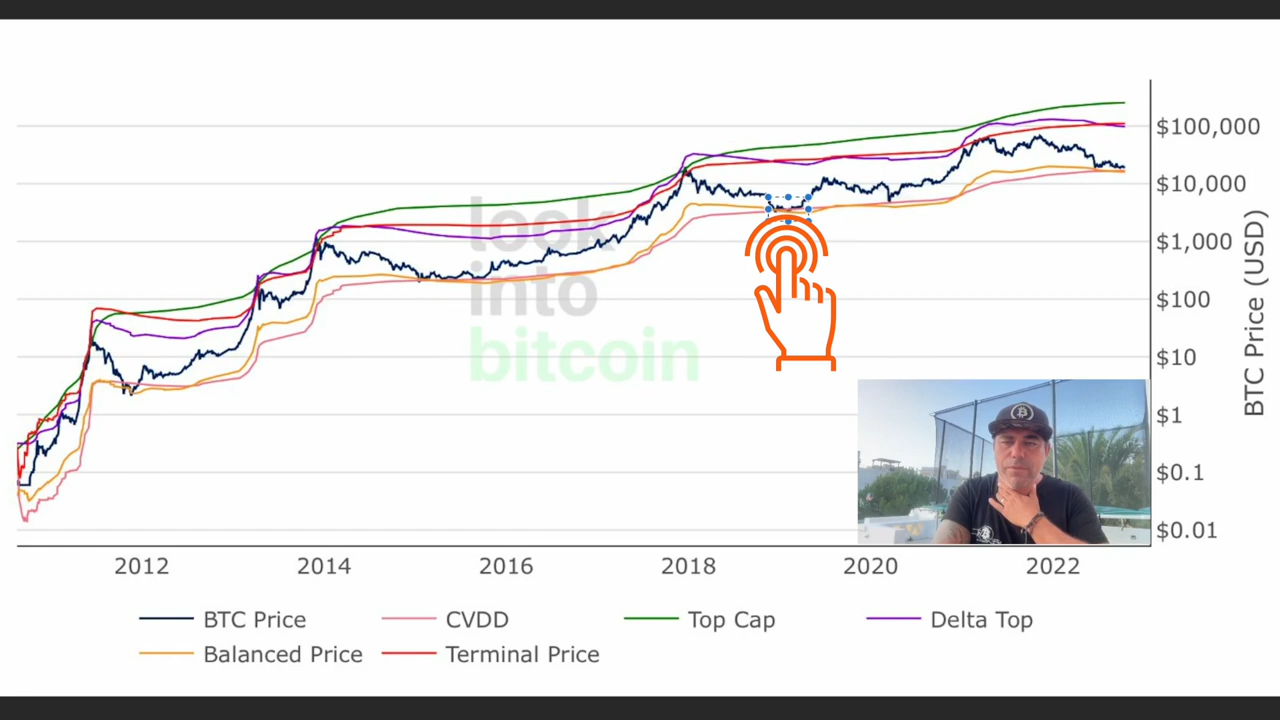 look
into
bitcoin
$100,000
$10,000
$1,000
$100
$10
$1
$0.1
$0.01
BTC Price (USD)
2012 2014 2016 2018 2020 2022
BTC Price CVDD Top Cap Delta Top
Balanced Price Terminal Price